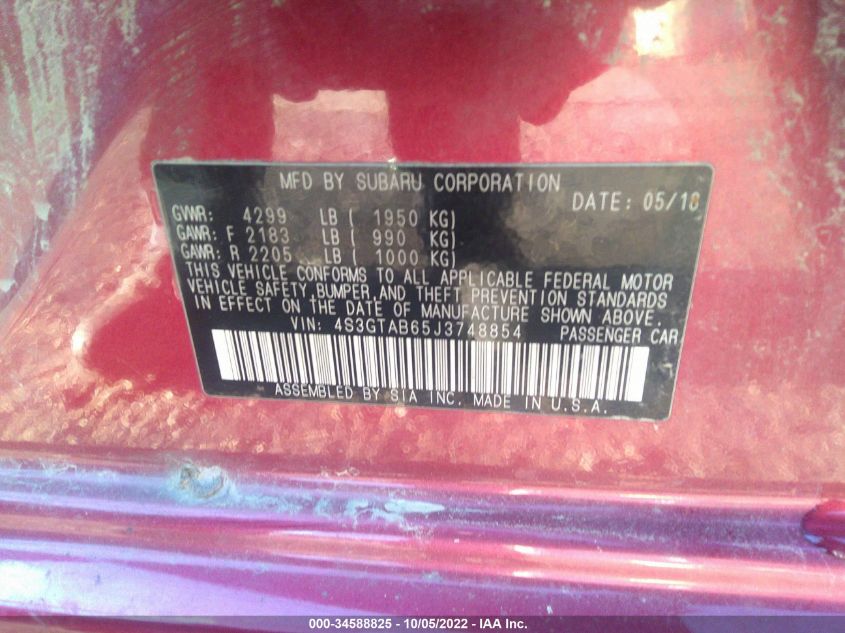 MFD BY SUBARU CORPORATION
DATE: 05/18
GVWR: 4299 LB ( 1950 KG)
GAWR: F 2183 LB ( 990 KG)
GAWR: R 2205 LB ( 1000 KG)
THIS VEHICLE CONFORMS TO ALL APPLICABLE FEDERAL MOTOR
VEHICLE SAFETY,BUMPER,AND THEFT PREVENTION STANDARDS
IN EFFECT ON THE DATE OF MANUFACTURE SHOWN ABOVE.
VIN: 4S3GTAB65J3748854 PASSENGER CAR
ASSEMBLED BY SIA INC. MADE IN U.S.A.
000-34588825 - 10/05/2022 - IAA Inc.